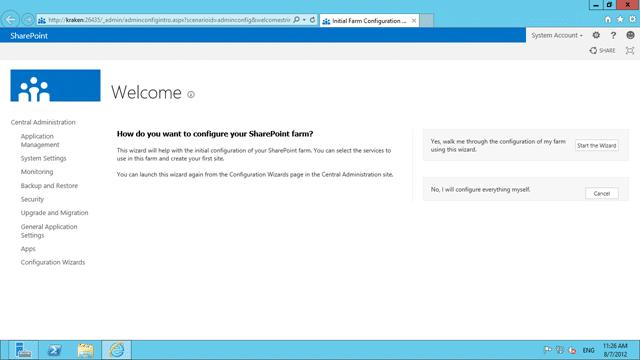 http://kraken:26435/_admin/adminconfigintro.aspx?scenarioid=adminconfig&welcomestrir
Initial Farm Configuration ...
SharePoint
System Account
SHARE
Welcome
Central Administration
Application
Management
System Settings
Monitoring
Backup and Restore
Security
Upgrade and Migration
General Application
Settings
Apps
Configuration Wizards
How do you want to configure your SharePoint farm?
This wizard will help with the initial configuration of your SharePoint farm. You can select the services to
use in this farm and create your first site.
You can launch this wizard again from the Configuration Wizards page in the Central Administration site.
Yes, walk me through the configuration of my farm
using this wizard.
Start the Wizard
No, I will configure everything myself.
Cancel
ENG
11:26 AM
8/7/2012